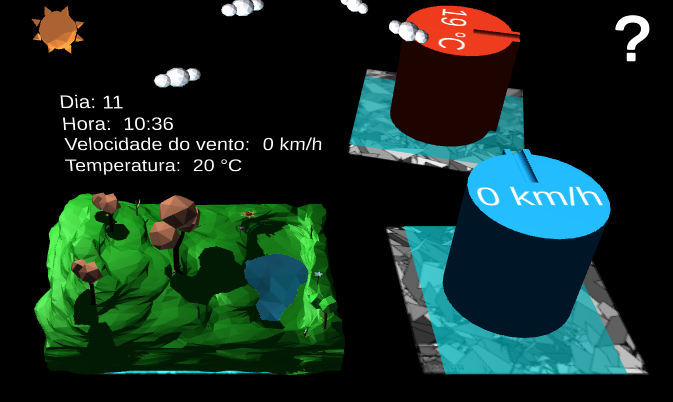 19 °C
?
Dia: 11
Hora: 10:36
Velocidade do vento: 0 km/h
Temperatura: 20 °C
0 km/h